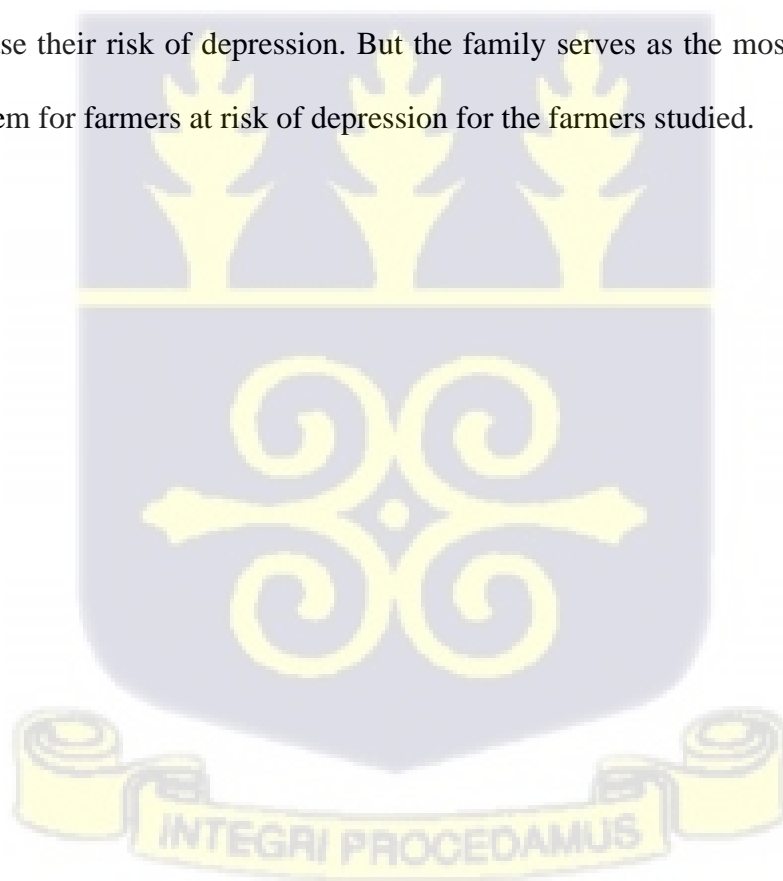 se their risk of depression. But the family serves as the mos
em for farmers at risk of depression for the farmers studied.
INTEGRI PROCEDAMUS